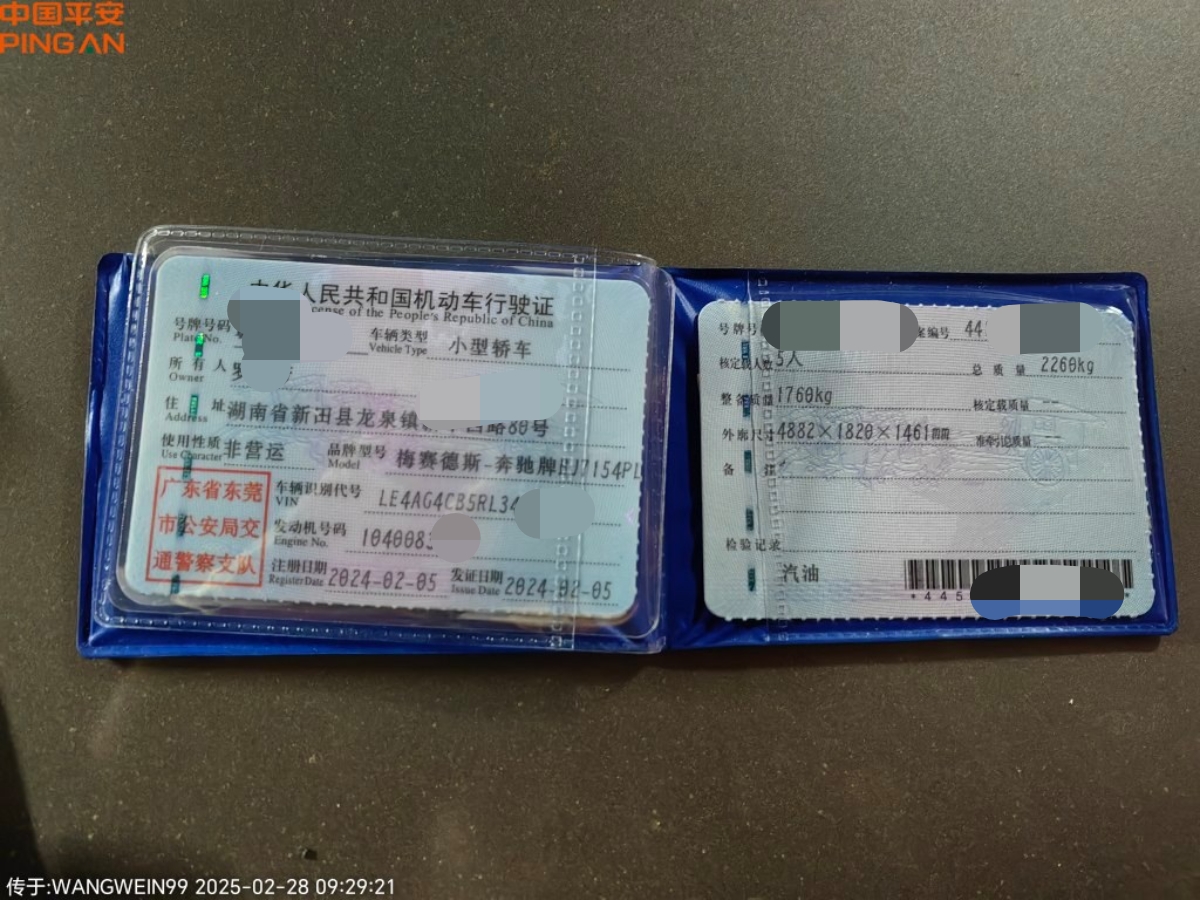 中国平安
PING AN
人民共和国机动车行驶证
ense of the People's Republic of China
号牌号码
Plate No.
车辆类型 小型轿车
Vehicle Type
所有人
Owner
住 址 湖南省新田县龙泉镇 路80号
Address
使用性质 非营运 品牌型号 梅赛德斯-奔驰牌BJ7154PL
Use Character Model
广东省东莞
市公安局交
通警察支队
车辆识别代号 LE4AG4CB5RL34
VIN
发动机号码 104008
Engine No.
注册日期 2024-02-05 发证日期 2024-02-05
Register Date Issue Date
号牌号 案编号 44
核定载人数 5人 总质量 2260kg
整备质量 1760kg 核定载质量 --
外廓尺寸 4882×1820×1461mm 准牵引总质量 --
备 注
检验记录
汽油
*445 *
传于:WANGWEIN99 2025-02-28 09:29:21